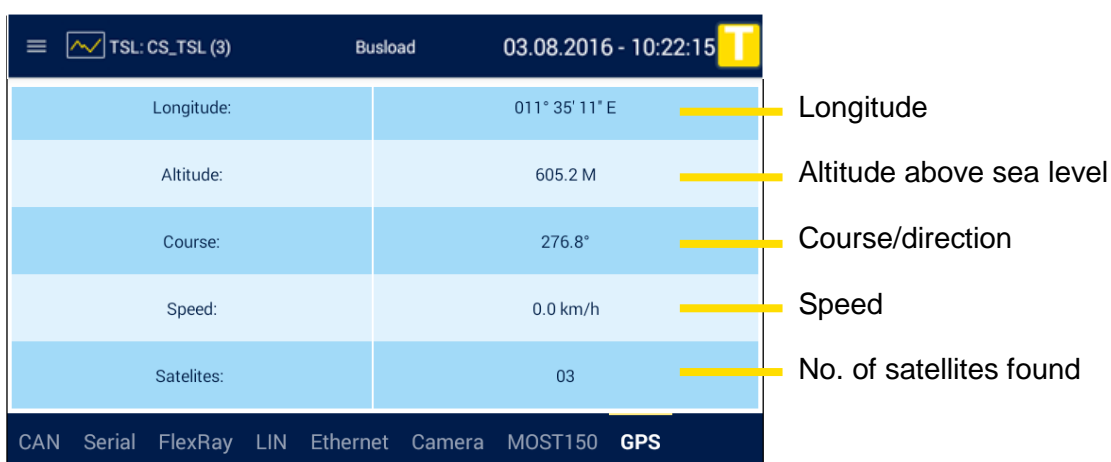 TSL: CS_TSL (3) Busload 03.08.2016 - 10:22:15 T
Longitude: 011° 35' 11" E Longitude
Altitude: 605.2 M Altitude above sea level
Course: 276.8° Course/direction
Speed: 0.0 km/h Speed
Satelites: 03 No. of satellites found
CAN Serial FlexRay LIN Ethernet Camera MOST150 GPS